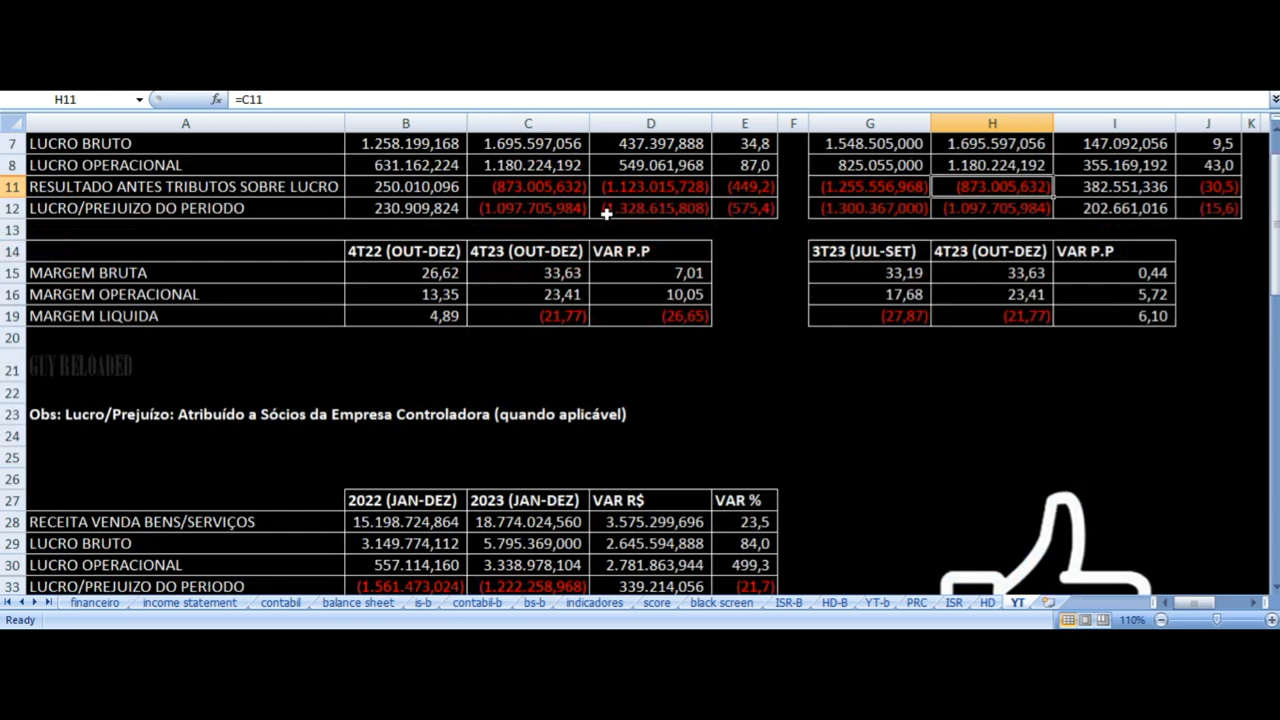 H11 fx =C11
A B C D E F G H I J K
7 LUCRO BRUTO 1.258.199,168 1.695.597,056 437.397,888 34,8 1.548.505,000 1.695.597,056 147.092,056 9,5
8 LUCRO OPERACIONAL 631.162,224 1.180.224,192 549.061,968 87,0 825.055,000 1.180.224,192 355.169,192 43,0
11 RESULTADO ANTES TRIBUTOS SOBRE LUCRO 250.010,096 (873.005,632) (1.123.015,728) (449,2) (1.255.556,968) (873.005,632) 382.551,336 (30,5)
12 LUCRO/PREJUIZO DO PERIODO 230.909,824 (1.097.705,984) (1.328.615,808) (575,4) (1.300.367,000) (1.097.705,984) 202.661,016 (15,6)
13
14 4T22 (OUT-DEZ) 4T23 (OUT-DEZ) VAR P.P 3T23 (JUL-SET) 4T23 (OUT-DEZ) VAR P.P
15 MARGEM BRUTA 26,62 33,63 7,01 33,19 33,63 0,44
16 MARGEM OPERACIONAL 13,35 23,41 10,05 17,68 23,41 5,72
19 MARGEM LIQUIDA 4,89 (21,77) (26,65) (27,87) (21,77) 6,10
20
21 GUY RELOADED
22
23 Obs: Lucro/Prejuízo: Atribuído a Sócios da Empresa Controladora (quando aplicável)
24
25
26
27 2022 (JAN-DEZ) 2023 (JAN-DEZ) VAR R$ VAR %
28 RECEITA VENDA BENS/SERVIÇOS 15.198.724,864 18.774.024,560 3.575.299,696 23,5
29 LUCRO BRUTO 3.149.774,112 5.795.369,000 2.645.594,888 84,0
30 LUCRO OPERACIONAL 557.114,160 3.338.978,104 2.781.863,944 499,3
33 LUCRO/PREJUIZO DO PERIODO (1.561.473,024) (1.222.258,968) 339.214,056 (21,7)
financeiro income statement contabil balance sheet is-b contabil-b bs-b indicadores score black screen ISR-B HD-B YT-b PRC ISR HD YT
Ready 110%